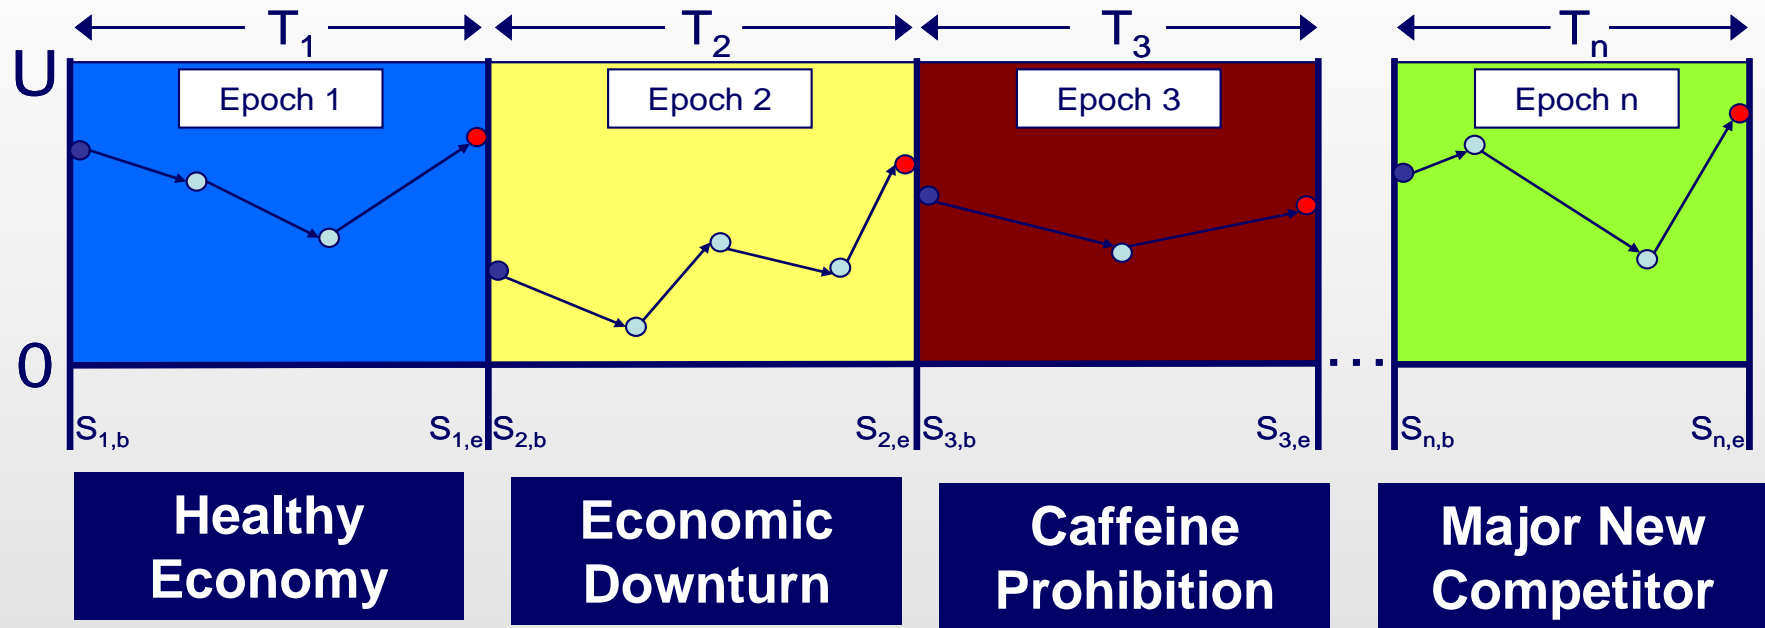 T1 T2 T3 Tn
U
Epoch 1 Epoch 2 Epoch 3 Epoch n
0
...
S1,b S1,e S2,b S2,e S3,b S3,e Sn,b Sn,e
Healthy
Economy
Economic
Downturn
Caffeine
Prohibition
Major New
Competitor